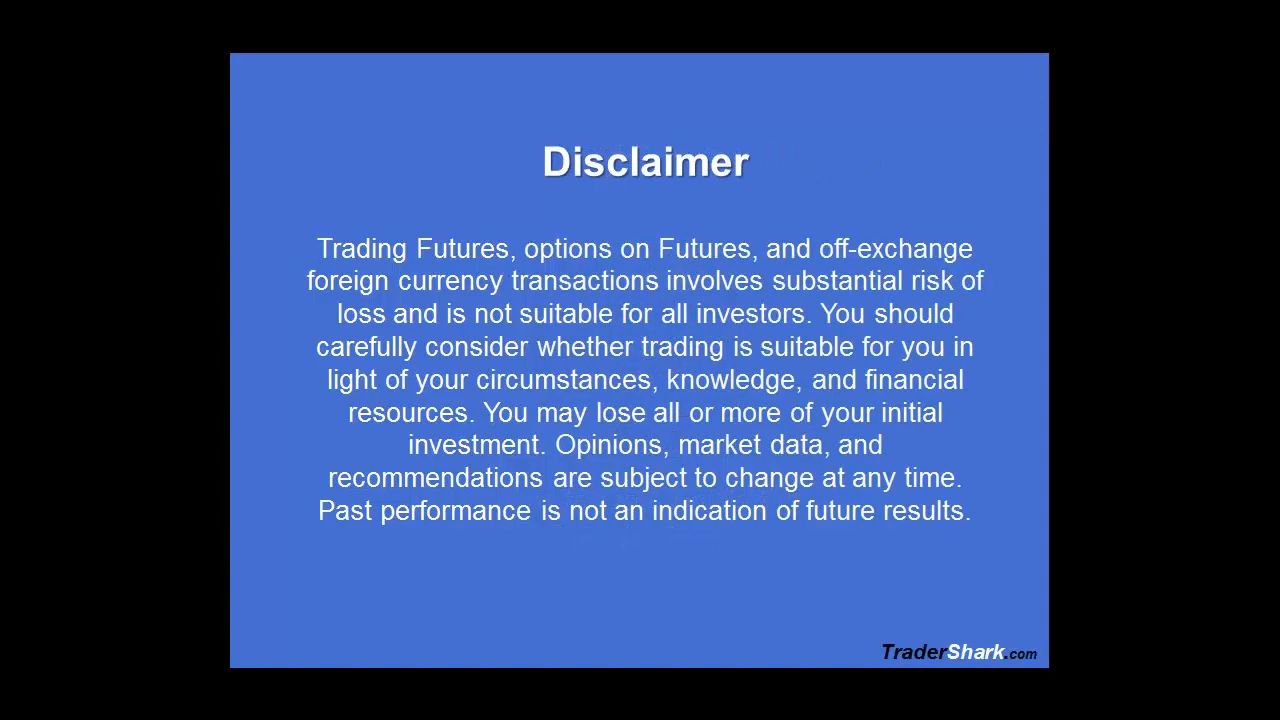 Disclaimer
Trading Futures, options on Futures, and off-exchange
foreign currency transactions involves substantial risk of
loss and is not suitable for all investors. You should
carefully consider whether trading is suitable for you in
light of your circumstances, knowledge, and financial
resources. You may lose all or more of your initial
investment. Opinions, market data, and
recommendations are subject to change at any time.
Past performance is not an indication of future results.
TraderShark.com